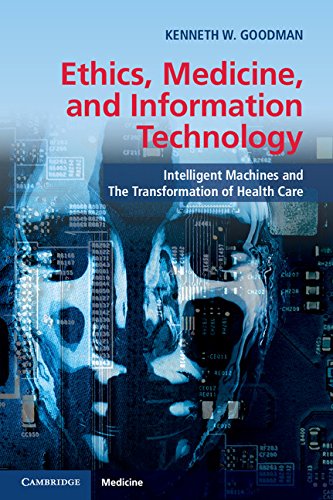 KENNETH W. GOODMAN
Ethics, Medicine,
and Information
Technology
Intelligent Machines and
The Transformation of Health Care
CAMBRIDGE
Medicine